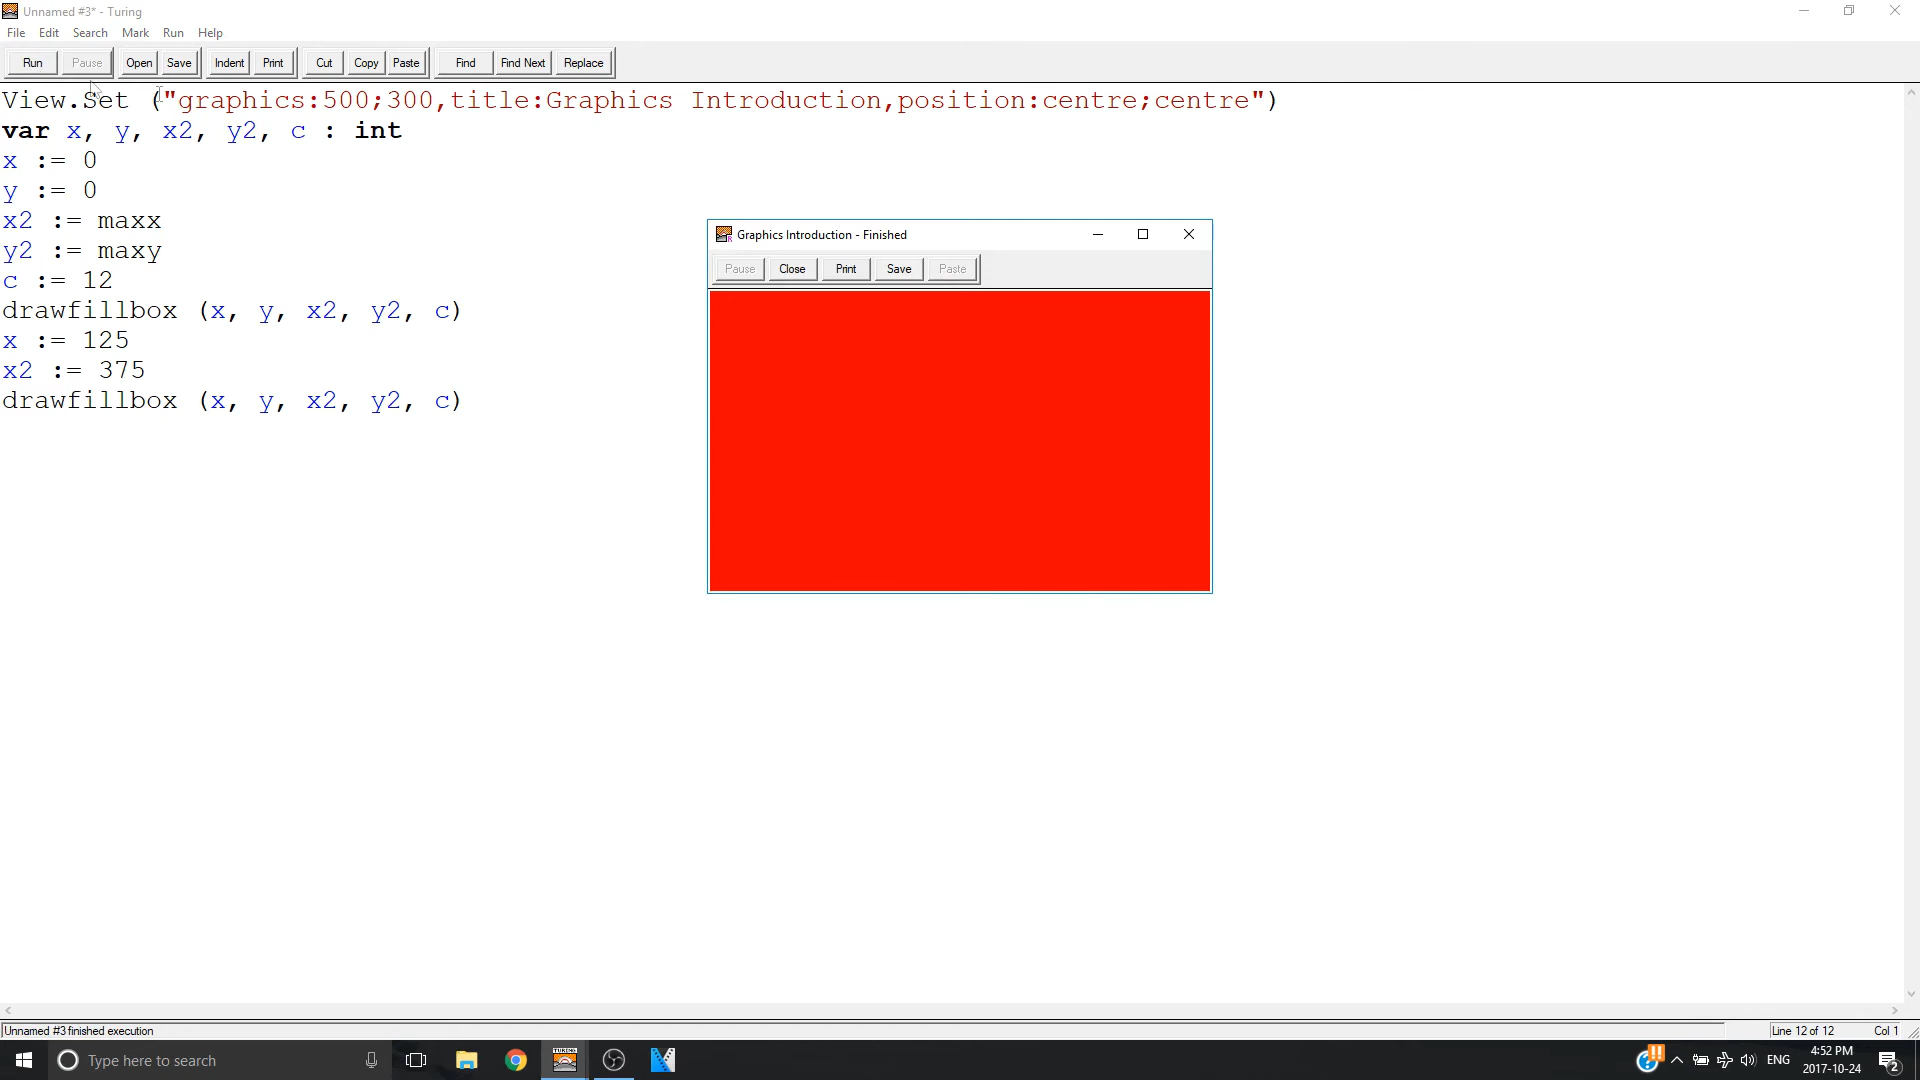 Unnamed #3* - Turing
File Edit Search Mark Run Help
Run Pause Open Save Indent Print Cut Copy Paste Find Find Next Replace
View.Set ("graphics:500;300,title:Graphics Introduction,position:centre;centre")
var x, y, x2, y2, c : int
x := 0
y := 0
x2 := maxx
y2 := maxy
c := 12
drawfillbox (x, y, x2, y2, c)
x := 125
x2 := 375
drawfillbox (x, y, x2, y2, c)
Graphics Introduction - Finished
Pause Close Print Save Paste
Unnamed #3 finished execution
Line 12 of 12 Col 1
Type here to search
TURING
ENG
4:52 PM
2017-10-24
2